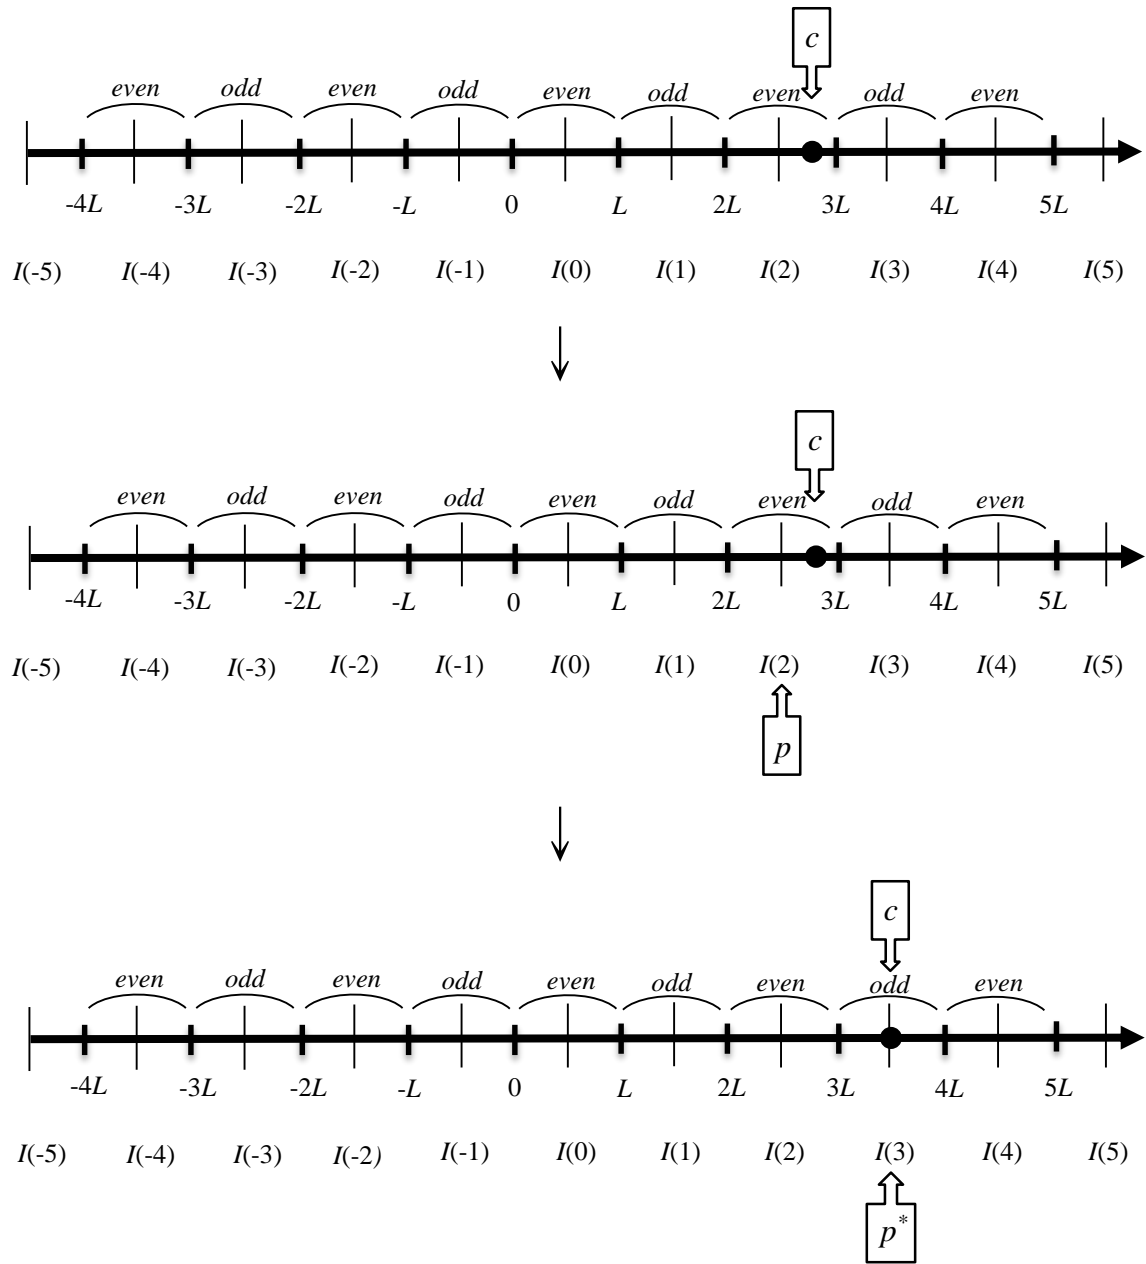 c
even odd even odd even odd even odd even
-4L -3L -2L -L 0 L 2L 3L 4L 5L
I(-5) I(-4) I(-3) I(-2) I(-1) I(0) I(1) I(2) I(3) I(4) I(5)
c
even odd even odd even odd even odd even
-4L -3L -2L -L 0 L 2L 3L 4L 5L
I(-5) I(-4) I(-3) I(-2) I(-1) I(0) I(1) I(2) I(3) I(4) I(5)
p
c
even odd even odd even odd even odd even
-4L -3L -2L -L 0 L 2L 3L 4L 5L
I(-5) I(-4) I(-3) I(-2) I(-1) I(0) I(1) I(2) I(3) I(4) I(5)
p*